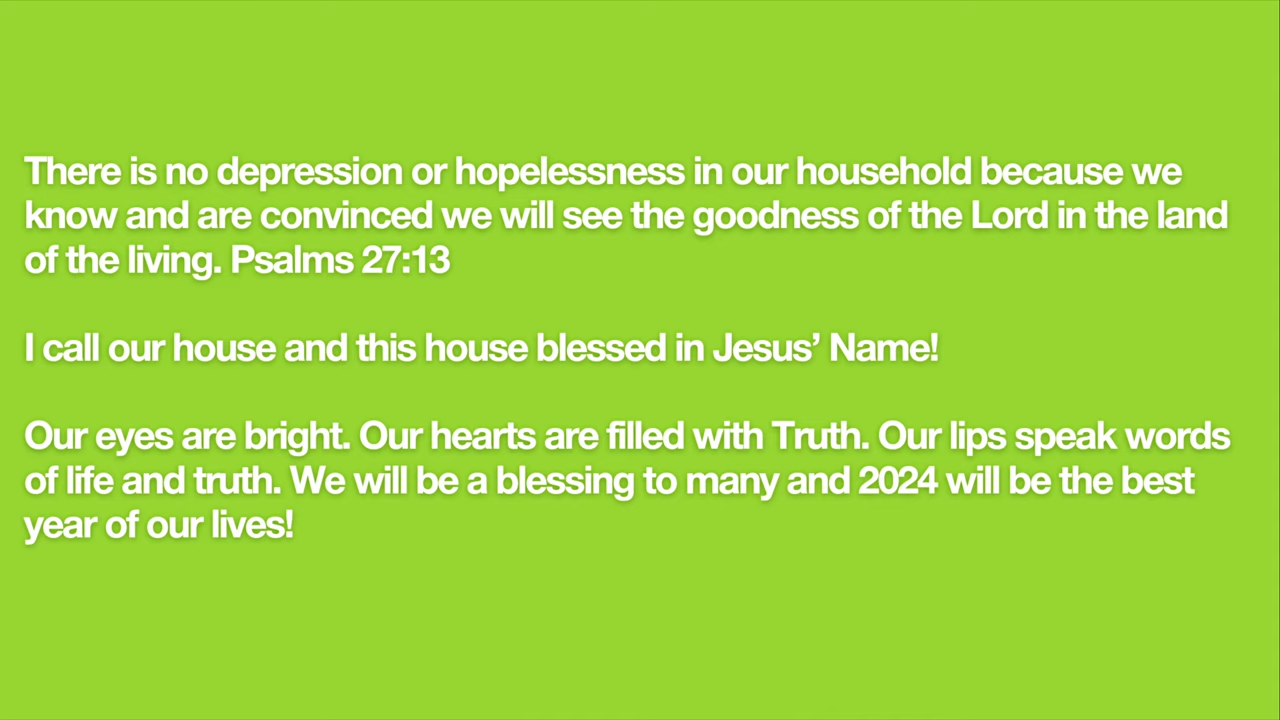 There is no depression or hopelessness in our household because we
know and are convinced we will see the goodness of the Lord in the land
of the living. Psalms 27:13
I call our house and this house blessed in Jesus’ Name!
Our eyes are bright. Our hearts are filled with Truth. Our lips speak words
of life and truth. We will be a blessing to many and 2024 will be the best
year of our lives!